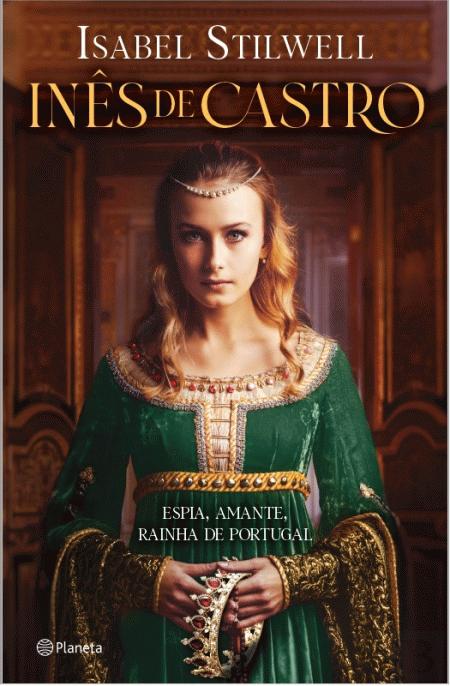 ISABEL STILWELL
INÊS DE CASTRO
ESPIA, AMANTE,
RAINHA DE PORTUGAL
Planeta